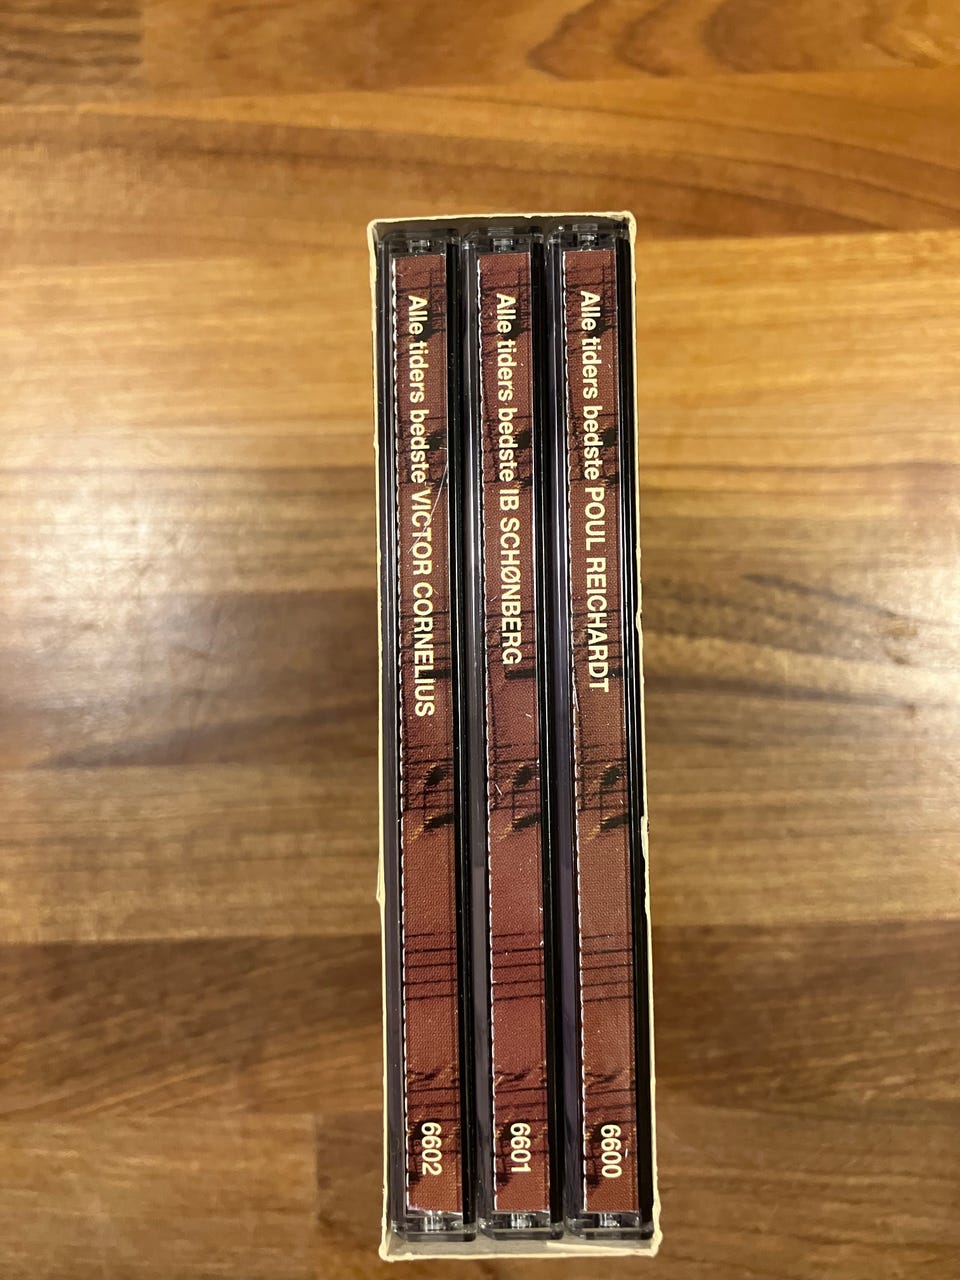 Alle tiders bedste VICTOR CORNELIUS 6602
Alle tiders bedste IB SCHØNBERG 6601
Alle tiders bedste POUL REICHARDT 6600